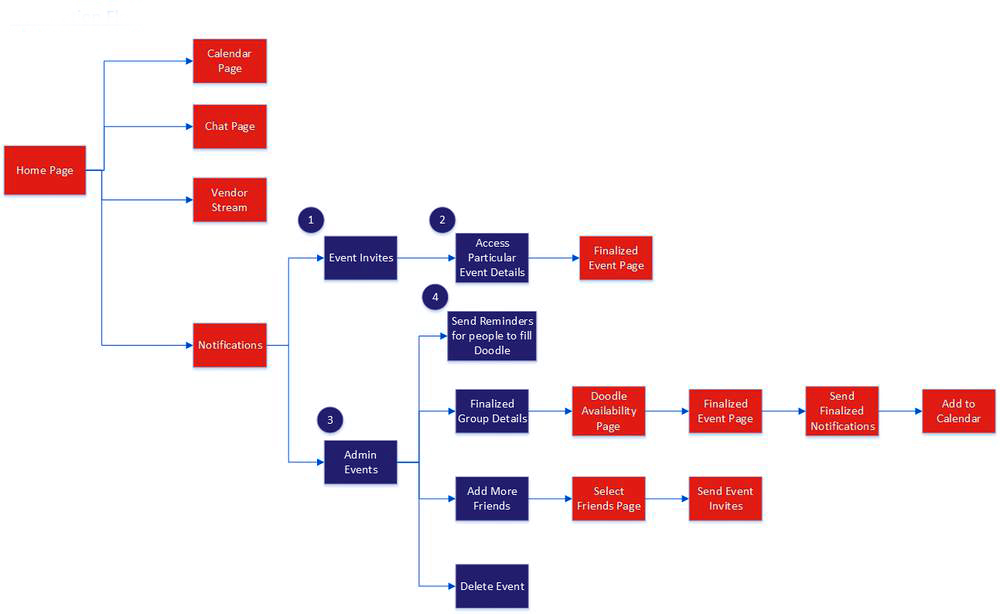 Calendar
Page
Chat Page
Home Page
Vendor
Stream
1
2
Event Invites
Access
Particular
Event Details
Finalized
Event Page
4
Send Reminders
for people to fill
Doodle
Notifications
Finalized
Group Details
Doodle
Availability
Page
Finalized
Event Page
Send
Finalized
Notifications
Add to
Calendar
3
Admin
Events
Add More
Friends
Select
Friends Page
Send Event
Invites
Delete Event